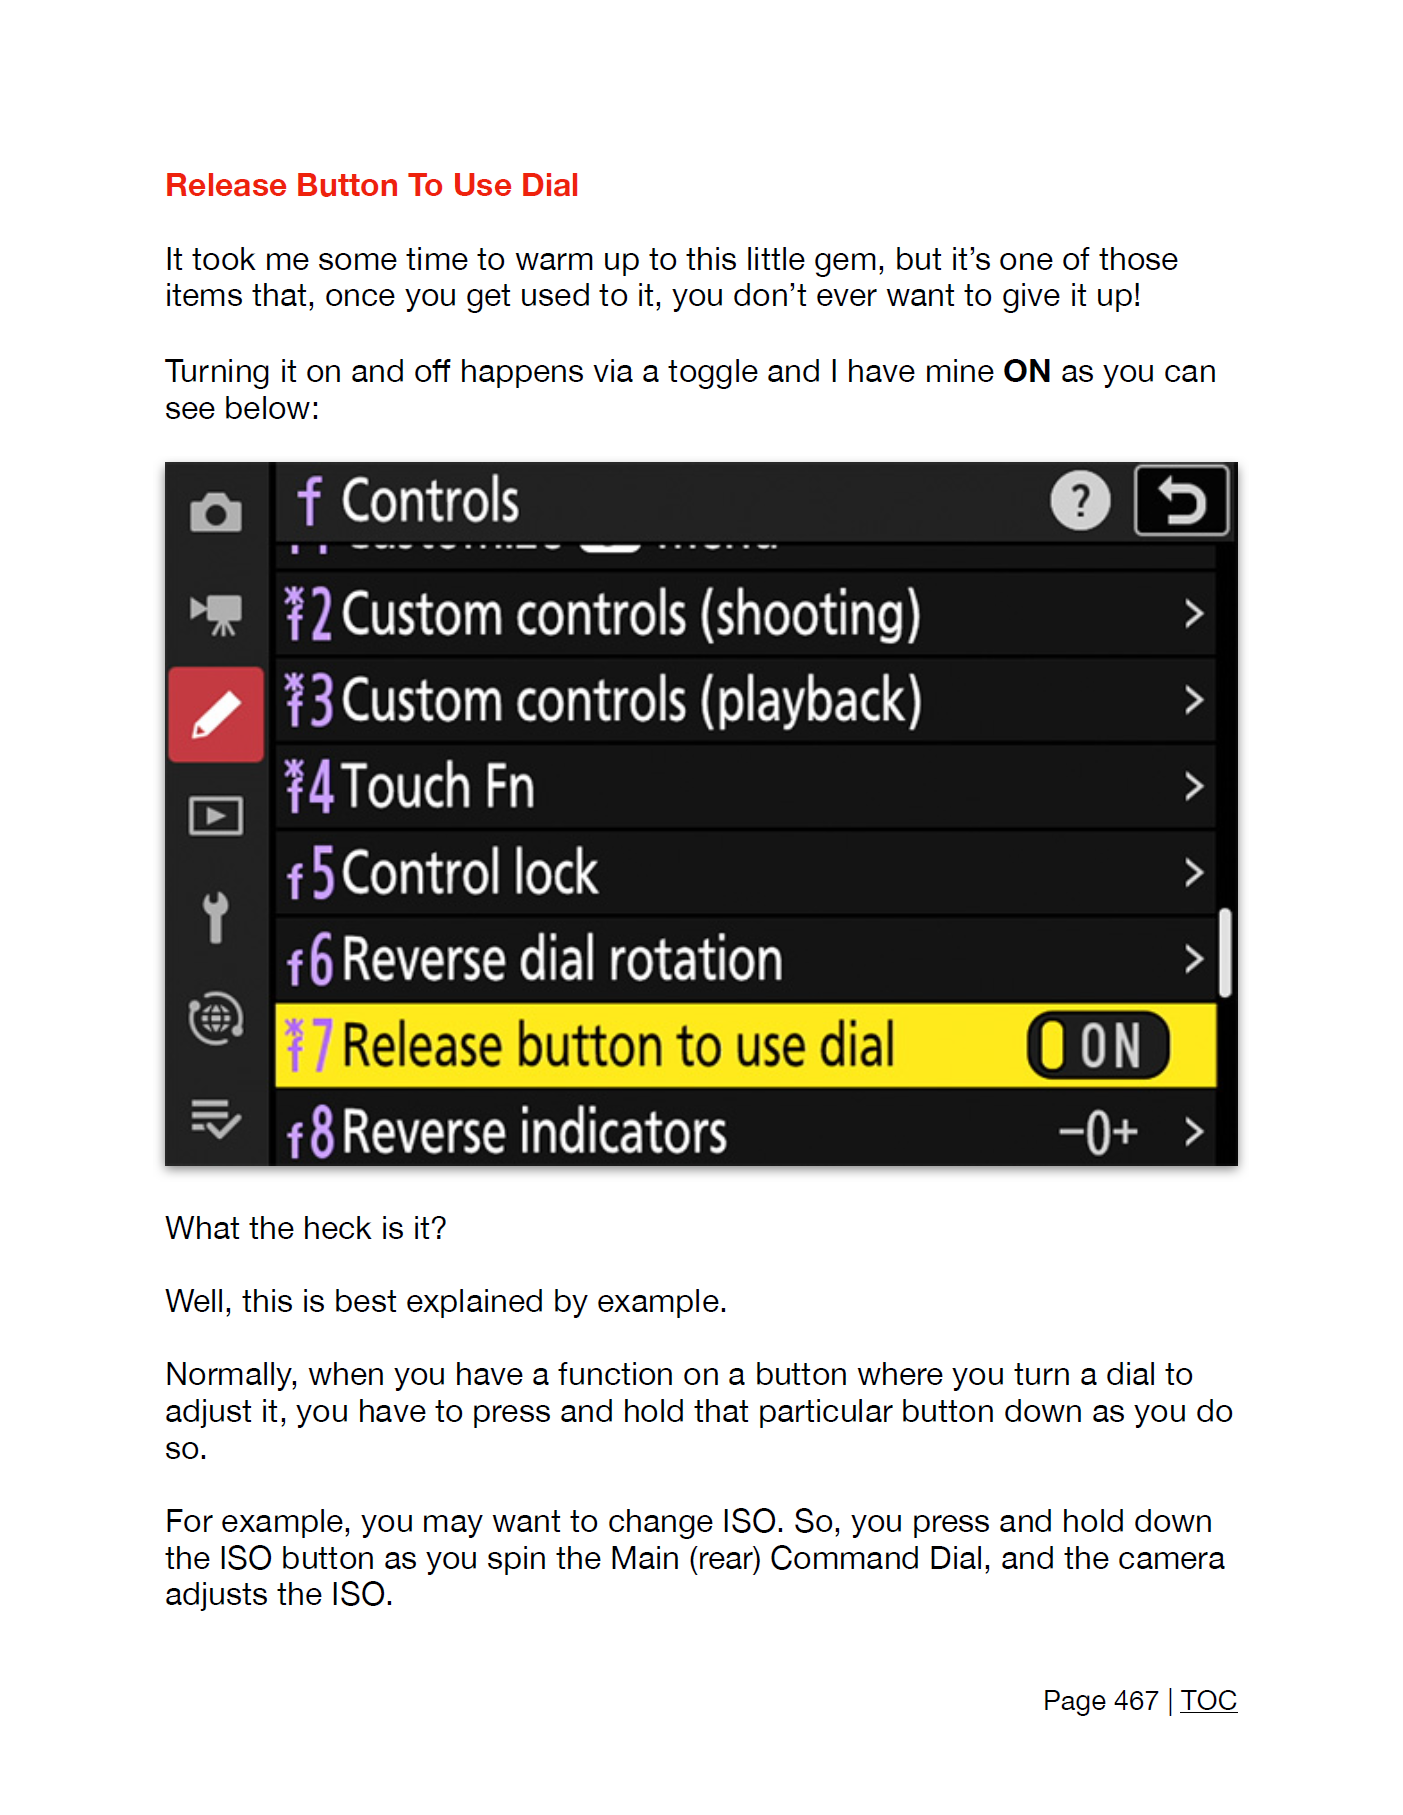 Release Button To Use Dial
It took me some time to warm up to this little gem, but it’s one of those
items that, once you get used to it, you don’t ever want to give it up!
Turning it on and off happens via a toggle and I have mine ON as you can
see below:
f Controls ?
f2 Custom controls (shooting) >
f3 Custom controls (playback) >
f4 Touch Fn >
f5 Control lock >
f6 Reverse dial rotation >
f7 Release button to use dial ON
f8 Reverse indicators −0+ >
What the heck is it?
Well, this is best explained by example.
Normally, when you have a function on a button where you turn a dial to
adjust it, you have to press and hold that particular button down as you do
so.
For example, you may want to change ISO. So, you press and hold down
the ISO button as you spin the Main (rear) Command Dial, and the camera
adjusts the ISO.
Page 467 | TOC